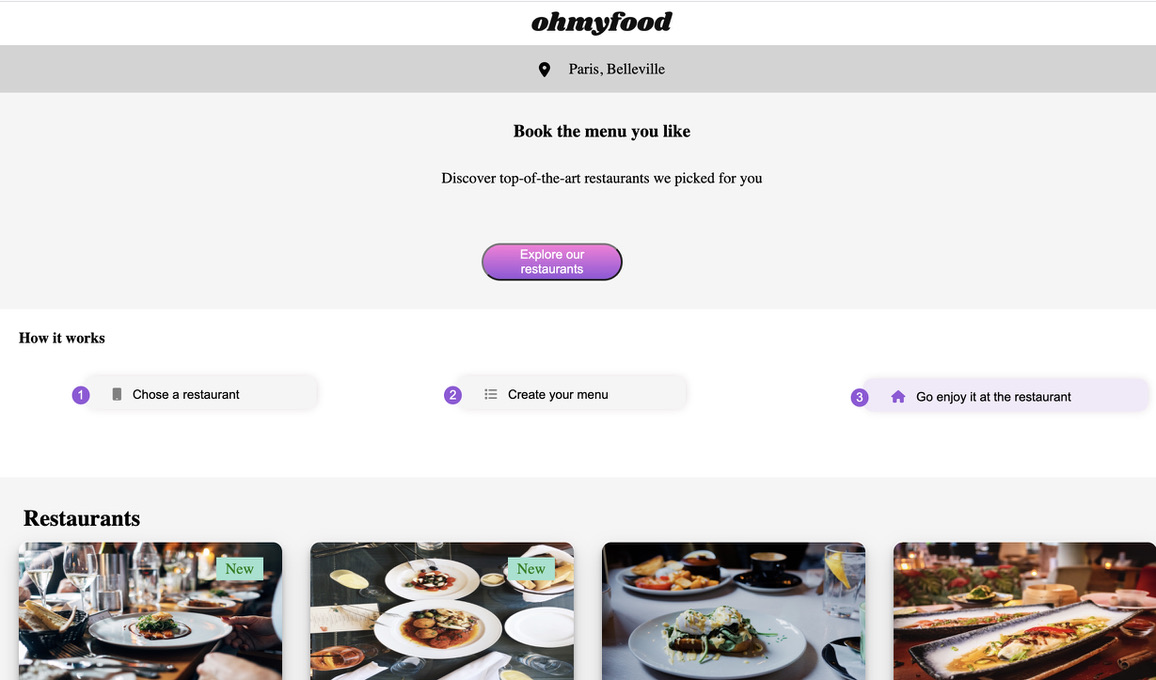 ohmyfood
Paris, Belleville
Book the menu you like
Discover top-of-the-art restaurants we picked for you
Explore our
restaurants
How it works
1 Chose a restaurant
2 Create your menu
3 Go enjoy it at the restaurant
Restaurants
New
New